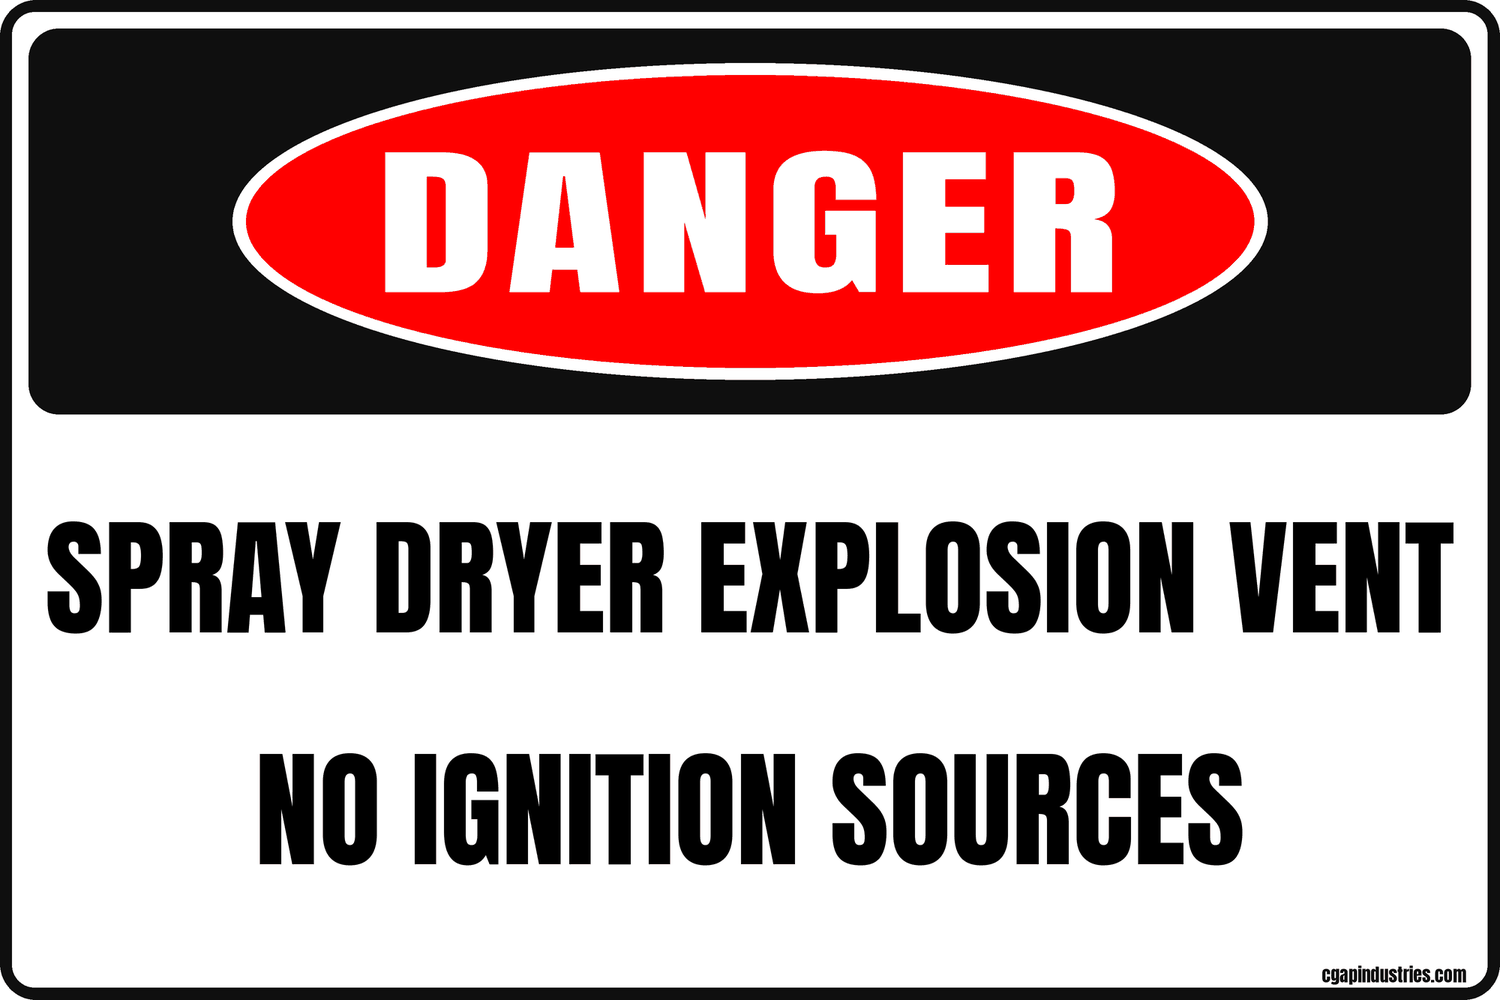 DANGER
SPRAY DRYER EXPLOSION VENT
NO IGNITION SOURCES
cgapindustries.com